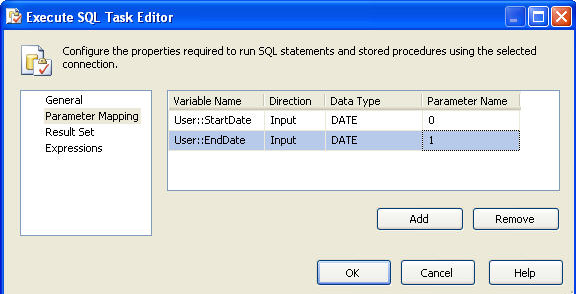 Execute SQL Task Editor
Configure the properties required to run SQL statements and stored procedures using the selected
connection.
General
Parameter Mapping
Result Set
Expressions
Variable Name Direction Data Type Parameter Name
User::StartDate Input DATE 0
User::EndDate Input DATE 1
Add Remove
OK Cancel Help